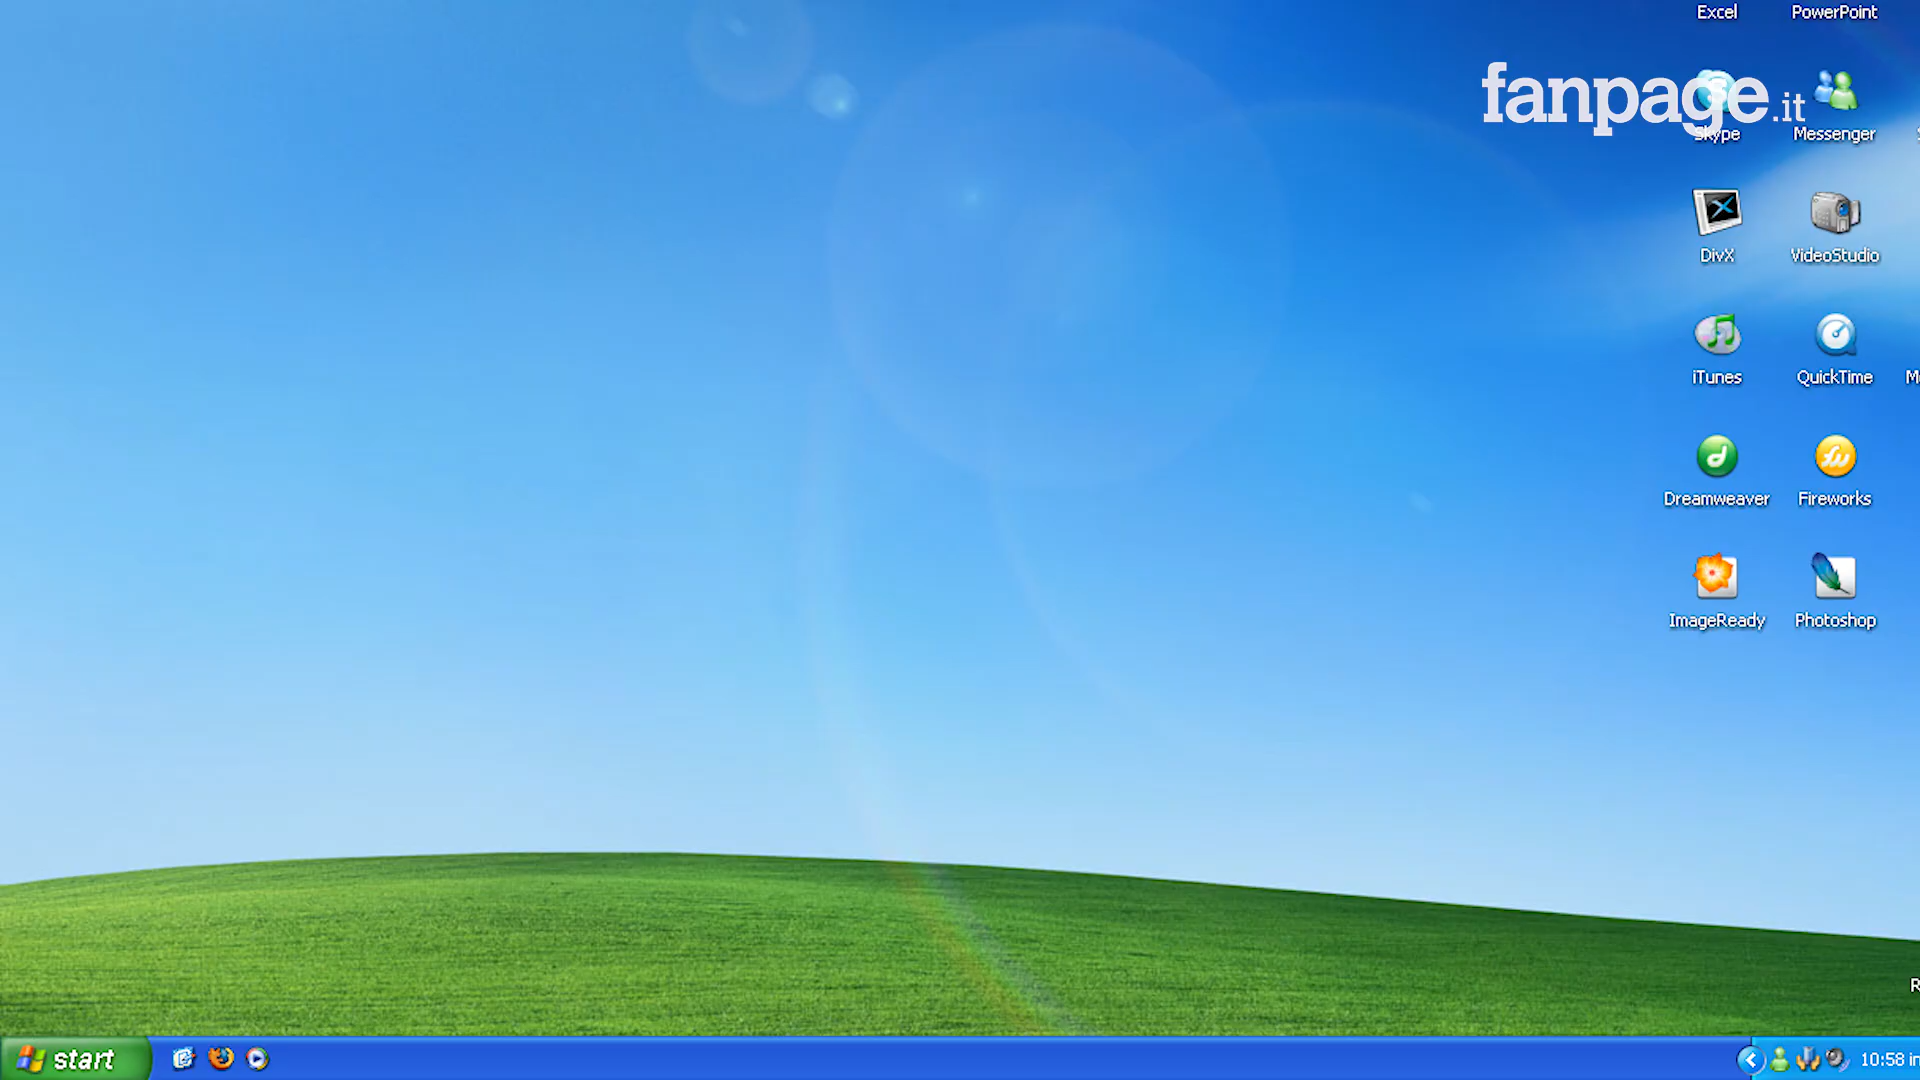 Excel PowerPoint
fanpage.it
Skype Messenger
DivX VideoStudio
iTunes QuickTime
Dreamweaver Fireworks
ImageReady Photoshop
start
10:58